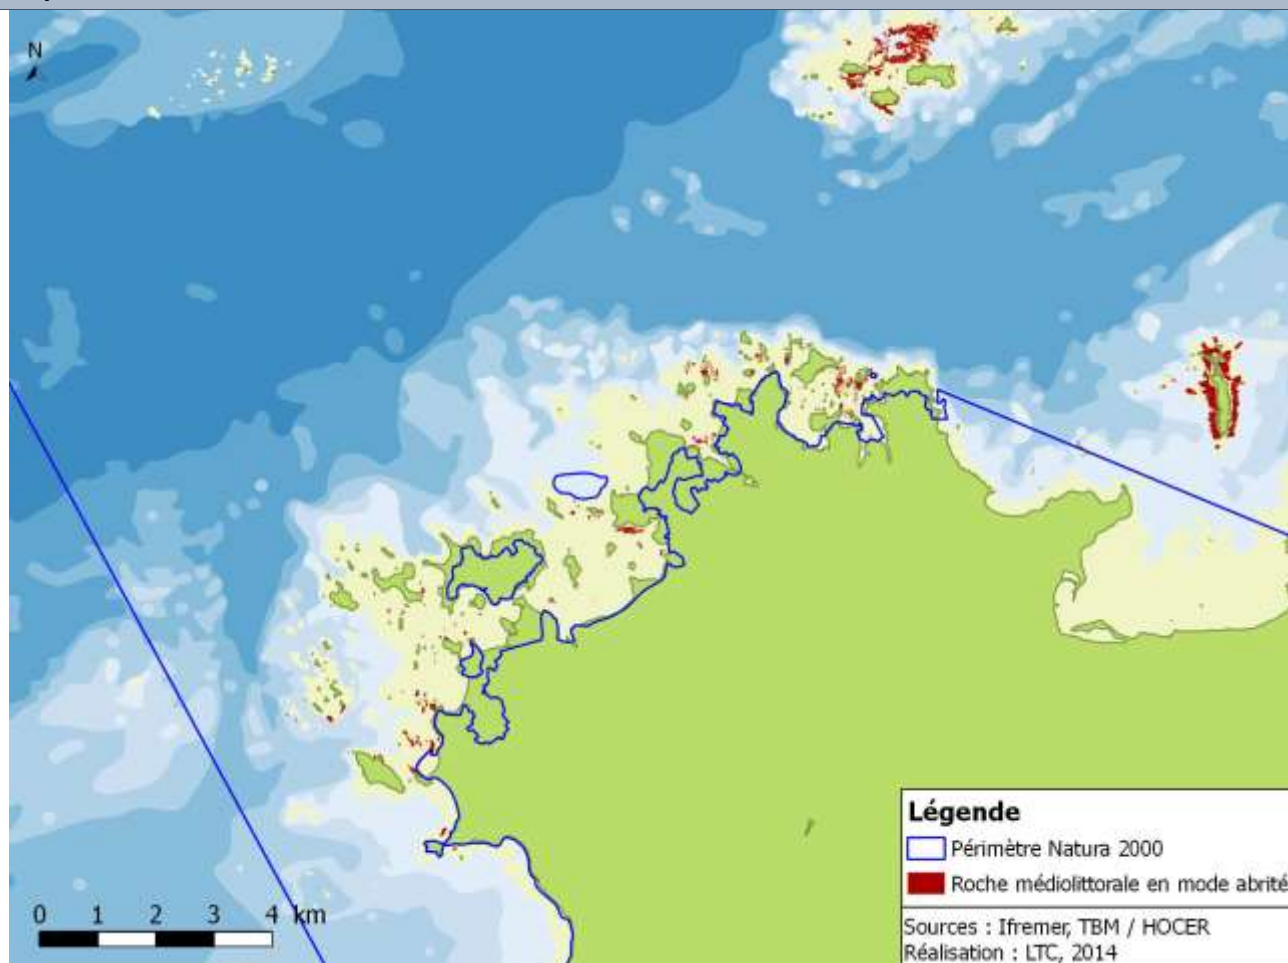 N
Légende
Périmètre Natura 2000
Roche médiolittorale en mode abrité
0 1 2 3 4 km
Sources : Ifremer, TBM / HOCER
Réalisation : LTC, 2014